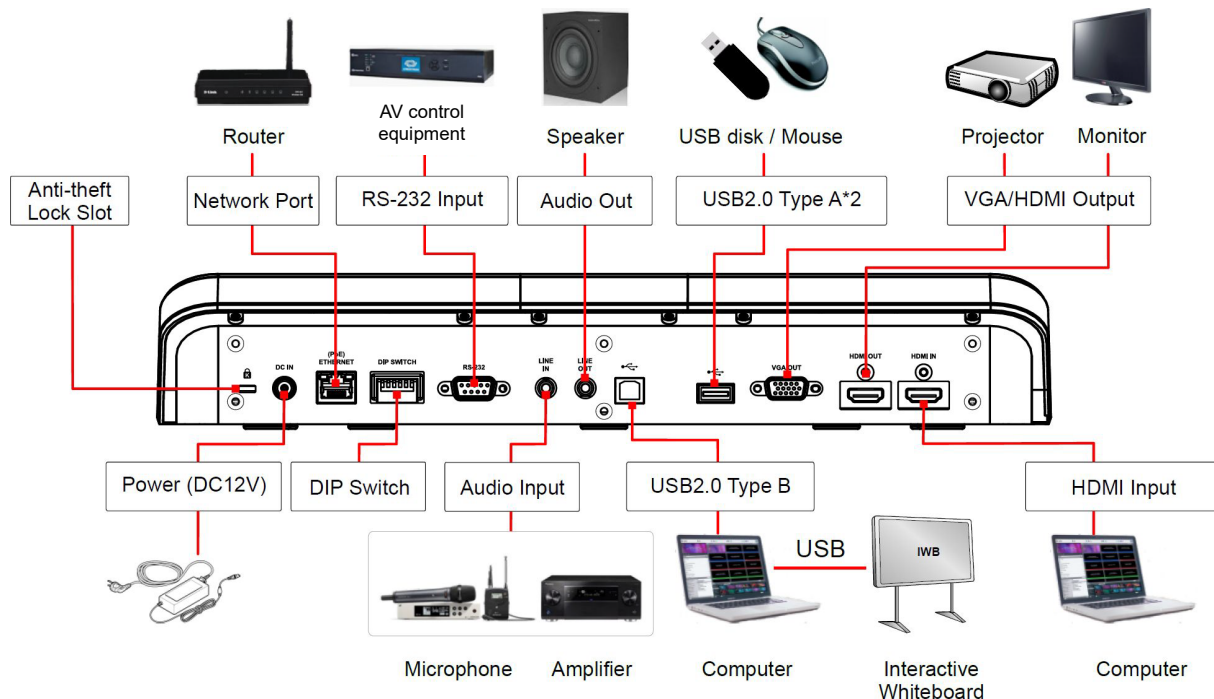 AV control
equipment
Router
Speaker
USB disk / Mouse
Projector
Monitor
Anti-theft
Lock Slot
Network Port
RS-232 Input
Audio Out
USB2.0 Type A*2
VGA/HDMI Output
DC IN
(PoE)
ETHERNET
DIP SWITCH
RS-232
LINE
IN
LINE
OUT
VGA OUT
HDMI OUT
HDMI IN
Power (DC12V)
DIP Switch
Audio Input
USB2.0 Type B
HDMI Input
USB
IWB
Microphone
Amplifier
Computer
Interactive
Whiteboard
Computer